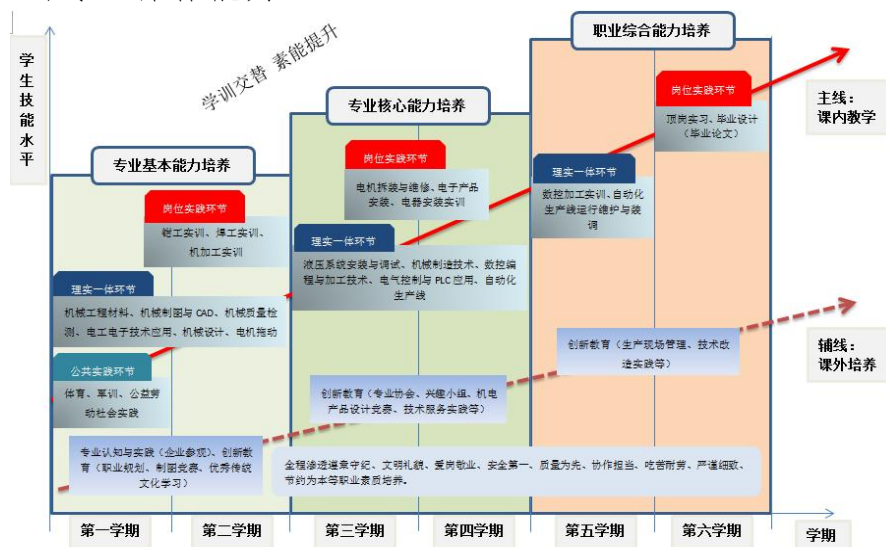 学训交替 素能提升
学生技能水平
职业综合能力培养
专业核心能力培养
专业基本能力培养
岗位实践环节
顶岗实习、毕业设计
（毕业论文）
主线：
课内教学
岗位实践环节
电机拆装与维修、电子产品
安装、电器安装实训
理实一体环节
数控加工实训、自动化
生产线运行维护与装
调
岗位实践环节
钳工实训、焊工实训、
机加工实训
理实一体环节
液压系统安装与调试、机械制造技术、数控编
程与加工技术、电气控制与 PLC 应用、自动化
生产线
理实一体环节
机械工程材料、机械制图与 CAD、机械质量检
测、电工电子技术应用、机械设计、电机拖动
公共实践环节
体育、军训、公益劳
动社会实践
创新教育（生产现场管理、技术改
造实践等）
辅线：
课外培养
创新教育（专业协会、兴趣小组、机电
产品设计竞赛、技术服务实践等）
专业认知与实践（企业参观）、创新
教育（职业规划、制图竞赛、优秀传统
文化学习）
全程渗透遵章守纪、文明礼貌、爱岗敬业、安全第一、质量为先、协作担当、吃苦耐劳、严谨细致、
节约为本等职业素质培养。
第一学期
第二学期
第三学期
第四学期
第五学期
第六学期
学期